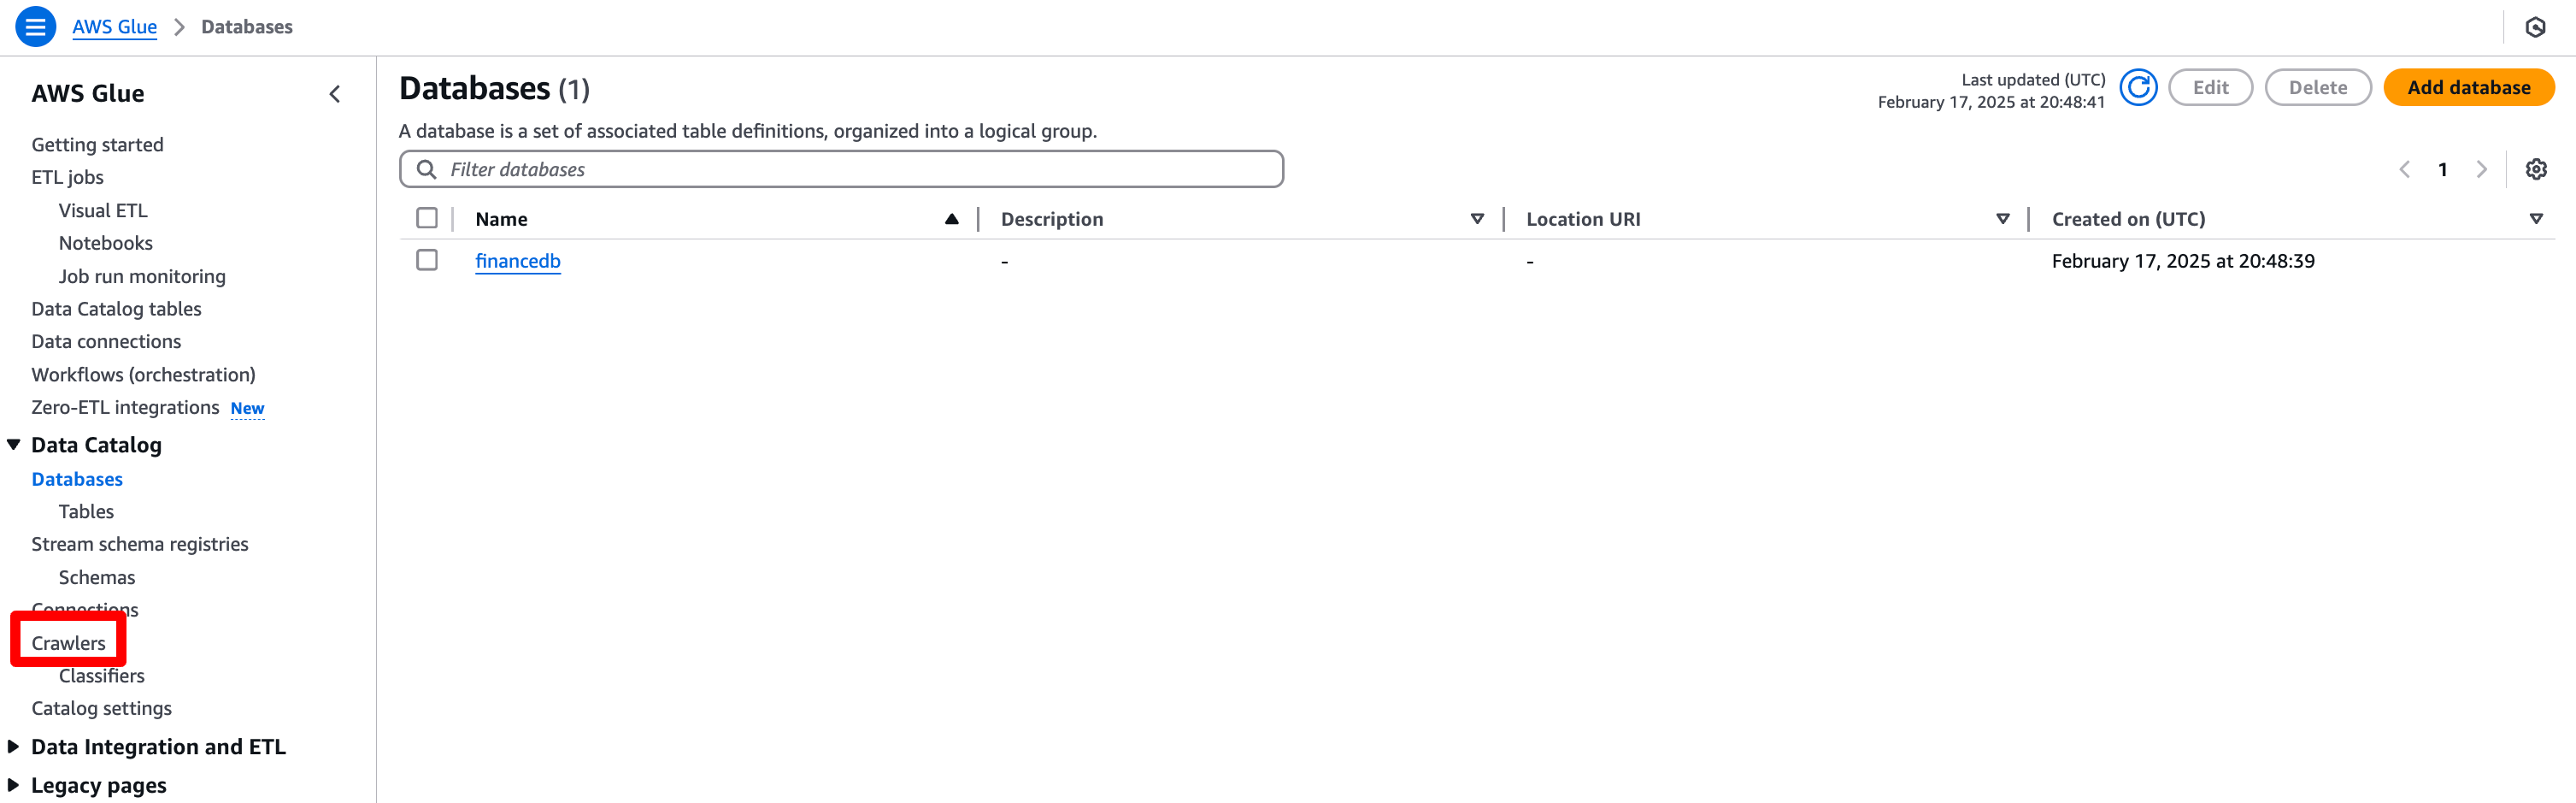 AWS Glue > Databases
AWS Glue
Getting started
ETL jobs
Visual ETL
Notebooks
Job run monitoring
Data Catalog tables
Data connections
Workflows (orchestration)
Zero-ETL integrations New
Data Catalog
Databases
Tables
Stream schema registries
Schemas
Connections
Crawlers
Classifiers
Catalog settings
Data Integration and ETL
Legacy pages
Databases (1)
Last updated (UTC)
February 17, 2025 at 20:48:41
Edit
Delete
Add database
A database is a set of associated table definitions, organized into a logical group.
Filter databases
1
Name Description Location URI Created on (UTC)
financedb - - February 17, 2025 at 20:48:39